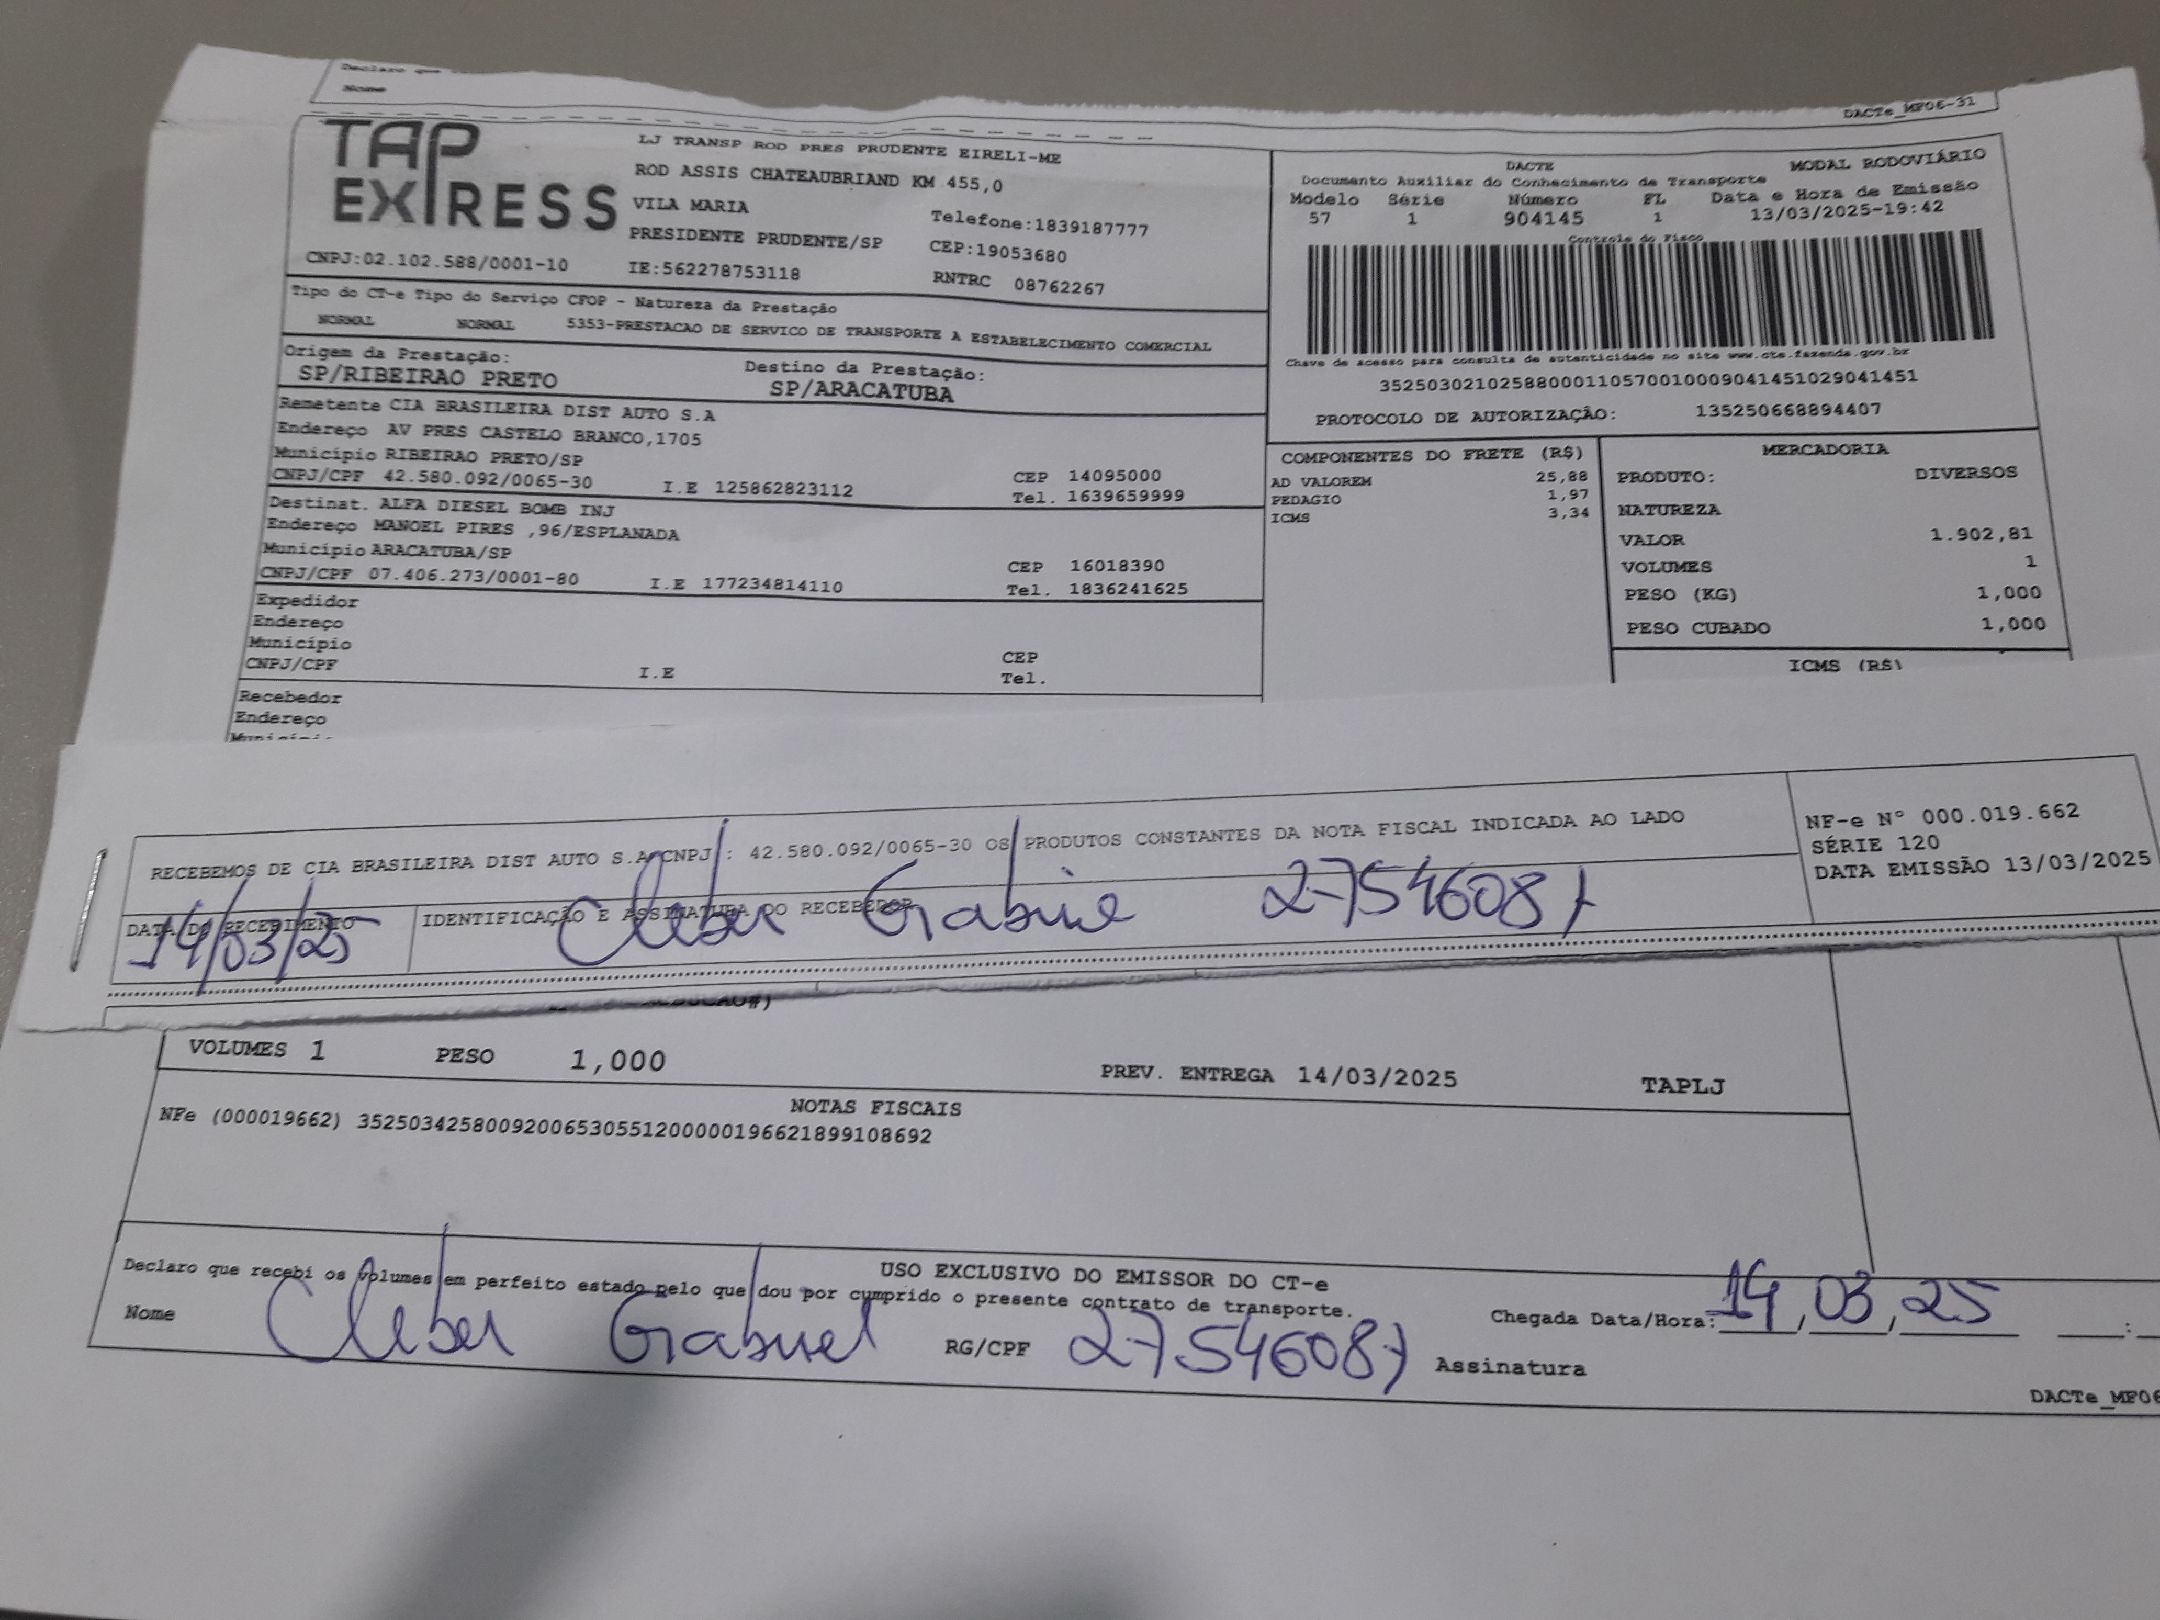 Declaro que
Nome
DACTe_MF06-31
TAP
EXPRESS
LJ TRANSP ROD PRES PRUDENTE EIRELI-ME
ROD ASSIS CHATEAUBRIAND KM 455,0
VILA MARIA
Telefone:1839187777
PRESIDENTE PRUDENTE/SP
CEP:19053680
CNPJ:02.102.588/0001-10 IE:562278753118 RNTRC 08762267
DACTE MODAL RODOVIÁRIO
Documento Auxiliar do Conhecimento de Transporte
Modelo Série Número FL Data e Hora de Emissão
57 1 904145 1 13/03/2025-19:42
Controle do Fisco
Chave de acesso para consulta de autenticidade no site www.cte.fazenda.gov.br
35250302102588000110570010009041451029041451
PROTOCOLO DE AUTORIZAÇÃO: 135250668894407
Tipo do CT-e Tipo do Serviço CFOP - Natureza da Prestação
NORMAL NORMAL 5353-PRESTACAO DE SERVICO DE TRANSPORTE A ESTABELECIMENTO COMERCIAL
Origem da Prestação: Destino da Prestação:
SP/RIBEIRAO PRETO SP/ARACATUBA
Remetente CIA BRASILEIRA DIST AUTO S.A
Endereço AV PRES CASTELO BRANCO,1705
Município RIBEIRAO PRETO/SP CEP 14095000
CNPJ/CPF 42.580.092/0065-30 I.E 125862823112 Tel. 1639659999
Destinat. ALFA DIESEL BOMB INJ
Endereço MANOEL PIRES ,96/ESPLANADA
Município ARACATUBA/SP CEP 16018390
CNPJ/CPF 07.406.273/0001-80 I.E 177234814110 Tel. 1836241625
Expedidor
Endereço
Município CEP
CNPJ/CPF I.E Tel.
Recebedor
Endereço
COMPONENTES DO FRETE (R$)
AD VALOREM 25,88
PEDAGIO 1,97
ICMS 3,34
MERCADORIA
PRODUTO: DIVERSOS
NATUREZA
VALOR 1.902,81
VOLUMES 1
PESO (KG) 1,000
PESO CUBADO 1,000
ICMS (R$)
RECEBEMOS DE CIA BRASILEIRA DIST AUTO S.A CNPJ : 42.580.092/0065-30 OS PRODUTOS CONSTANTES DA NOTA FISCAL INDICADA AO LADO
NF-e Nº 000.019.662
SÉRIE 120
DATA EMISSÃO 13/03/2025
DATA DO RECEBIMENTO IDENTIFICAÇÃO E ASSINATURA DO RECEBEDOR
14/03/25 Cleber Gabrie 27546087
VOLUMES 1 PESO 1,000 PREV. ENTREGA 14/03/2025 TAPLJ
NOTAS FISCAIS
NFe (000019662) 35250342580092006530551200000196621899108692
USO EXCLUSIVO DO EMISSOR DO CT-e
Declaro que recebi os volumes em perfeito estado pelo que dou por cumprido o presente contrato de transporte.
Chegada Data/Hora: 14,03,25 :
Nome Cleber Gabriel RG/CPF 27546087 Assinatura
DACTe_MF06